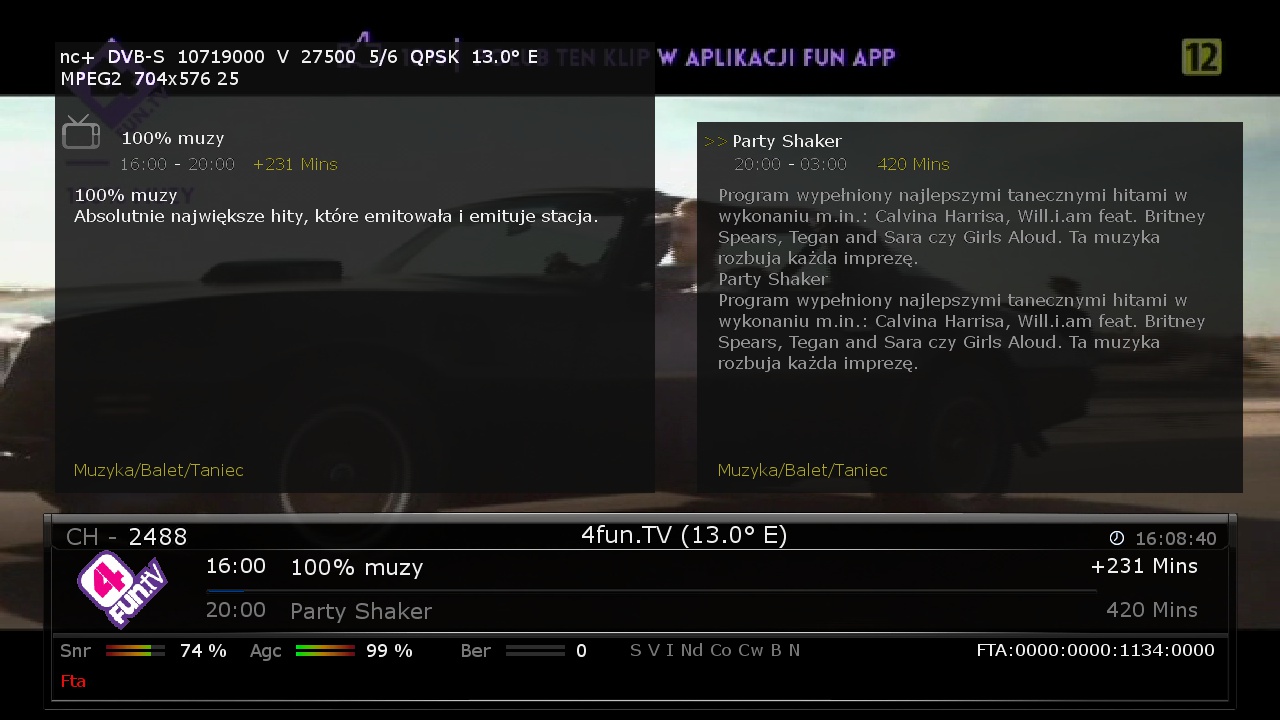 nc+ DVB-S 10719000 V 27500 5/6 QPSK 13.0° E
MPEG2 704x576 25
KLUB TEN KLIP W APLIKACJI FUN APP
12
100% muzy
16:00 - 20:00 +231 Mins
100% muzy
Absolutnie największe hity, które emitowała i emituje stacja.
Muzyka/Balet/Taniec
>> Party Shaker
20:00 - 03:00 420 Mins
Program wypełniony najlepszymi tanecznymi hitami w
wykonaniu m.in.: Calvina Harrisa, Will.i.am feat. Britney
Spears, Tegan and Sara czy Girls Aloud. Ta muzyka
rozbuja każda imprezę.
Party Shaker
Program wypełniony najlepszymi tanecznymi hitami w
wykonaniu m.in.: Calvina Harrisa, Will.i.am feat. Britney
Spears, Tegan and Sara czy Girls Aloud. Ta muzyka
rozbuja każda imprezę.
Muzyka/Balet/Taniec
CH - 2488
4fun.TV (13.0° E)
16:08:40
4FUN.TV
16:00 100% muzy +231 Mins
20:00 Party Shaker 420 Mins
Snr 74 % Agc 99 % Ber 0 S V I Nd Co Cw B N FTA:0000:0000:1134:0000
Fta